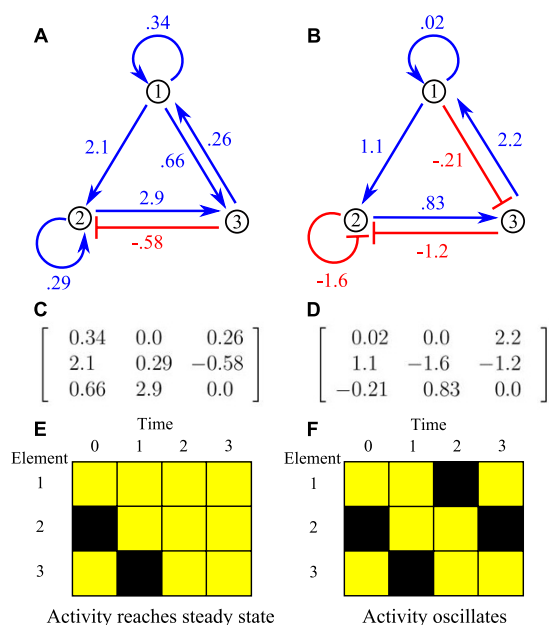 A
B
.34
.02
1
1
2.1
.66
.26
1.1
-.21
2.2
2.9
.83
2
3
2
3
-.58
-1.2
.29
-1.6
C
D
0.34 0.0 0.26
2.1 0.29 −0.58
0.66 2.9 0.0
0.02 0.0 2.2
1.1 −1.6 −1.2
−0.21 0.83 0.0
E
Time
0 1 2 3
Element
1
2
3
Activity reaches steady state
F
Time
0 1 2 3
Element
1
2
3
Activity oscillates